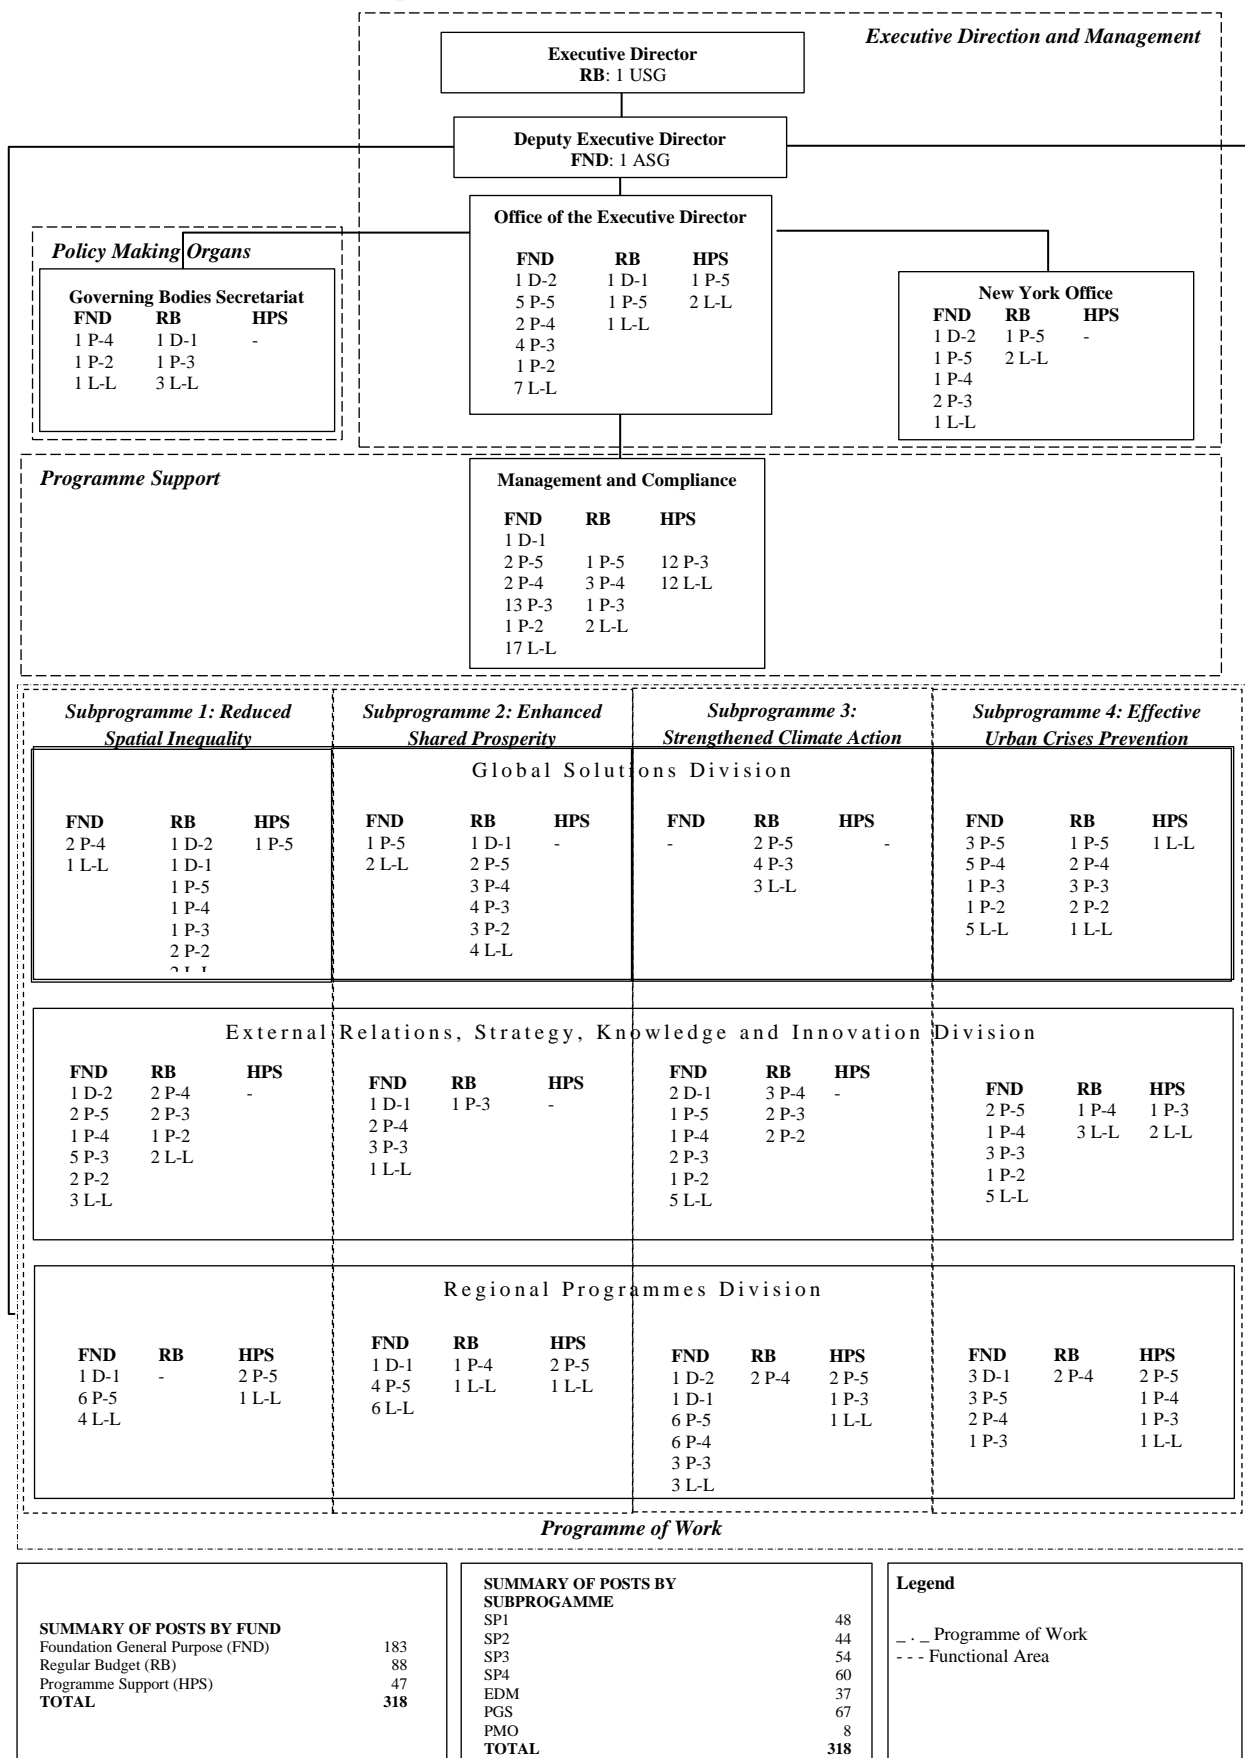 Executive Direction and Management
Executive Director
RB: 1 USG
Deputy Executive Director
FND: 1 ASG
Office of the Executive Director
FND RB HPS
1 D-2 1 D-1 1 P-5
5 P-5 1 P-5 2 L-L
2 P-4 1 L-L
4 P-3
1 P-2
7 L-L
Policy Making Organs
Governing Bodies Secretariat
FND RB HPS
1 P-4 1 D-1 -
1 P-2 1 P-3
1 L-L 3 L-L
New York Office
FND RB HPS
1 D-2 1 P-5 -
1 P-5 2 L-L
1 P-4
2 P-3
1 L-L
Programme Support
Management and Compliance
FND RB HPS
1 D-1
2 P-5 1 P-5 12 P-3
2 P-4 3 P-4 12 L-L
13 P-3 1 P-3
1 P-2 2 L-L
17 L-L
Subprogramme 1: Reduced
Spatial Inequality
Subprogramme 2: Enhanced
Shared Prosperity
Subprogramme 3:
Strengthened Climate Action
Subprogramme 4: Effective
Urban Crises Prevention
Global Solutions Division
FND RB HPS
2 P-4 1 D-2 1 P-5
1 L-L 1 D-1
1 P-5
1 P-4
1 P-3
2 P-2
FND RB HPS
1 P-5 1 D-1 -
2 L-L 2 P-5
3 P-4
4 P-3
3 P-2
4 L-L
FND RB HPS
- 2 P-5 -
4 P-3
3 L-L
FND RB HPS
3 P-5 1 P-5 1 L-L
5 P-4 2 P-4
1 P-3 3 P-3
1 P-2 2 P-2
5 L-L 1 L-L
External Relations, Strategy, Knowledge and Innovation Division
FND RB HPS
1 D-2 2 P-4 -
2 P-5 2 P-3
1 P-4 1 P-2
5 P-3 2 L-L
2 P-2
3 L-L
FND RB HPS
1 D-1 1 P-3 -
2 P-4
3 P-3
1 L-L
FND RB HPS
2 D-1 3 P-4 -
1 P-5 2 P-3
1 P-4 2 P-2
2 P-3
1 P-2
5 L-L
FND RB HPS
2 P-5 1 P-4 1 P-3
1 P-4 3 L-L 2 L-L
3 P-3
1 P-2
5 L-L
Regional Programmes Division
FND RB HPS
1 D-1 - 2 P-5
6 P-5 1 L-L
4 L-L
FND RB HPS
1 D-1 1 P-4 2 P-5
4 P-5 1 L-L 1 L-L
6 L-L
FND RB HPS
1 D-2 2 P-4 2 P-5
1 D-1 1 P-3
6 P-5 1 L-L
6 P-4
3 P-3
3 L-L
FND RB HPS
3 D-1 2 P-4 2 P-5
3 P-5 1 P-4
2 P-4 1 P-3
1 P-3 1 L-L
Programme of Work
SUMMARY OF POSTS BY FUND
Foundation General Purpose (FND) 183
Regular Budget (RB) 88
Programme Support (HPS) 47
TOTAL 318
SUMMARY OF POSTS BY
SUBPROGAMME
SP1 48
SP2 44
SP3 54
SP4 60
EDM 37
PGS 67
PMO 8
TOTAL 318
Legend
_ . _ Programme of Work
- - - Functional Area